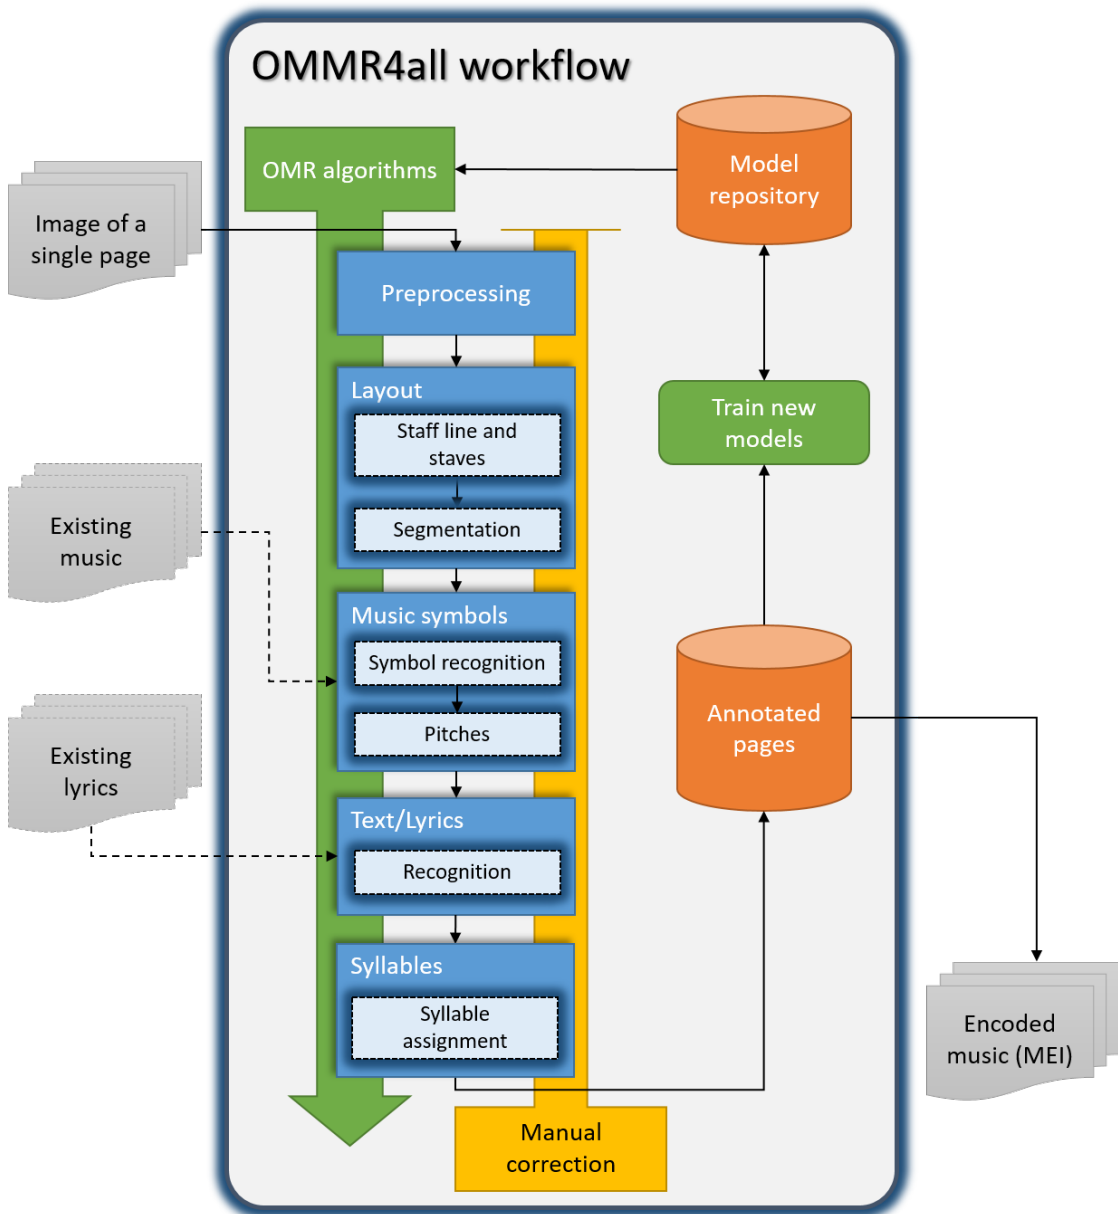 OMMR4all workflow
OMR algorithms
Model
repository
Image of a
single page
Preprocessing
Layout
Staff line and
staves
Segmentation
Train new
models
Existing
music
Music symbols
Symbol recognition
Pitches
Annotated
pages
Existing
lyrics
Text/Lyrics
Recognition
Syllables
Syllable
assignment
Encoded
music (MEI)
Manual
correction